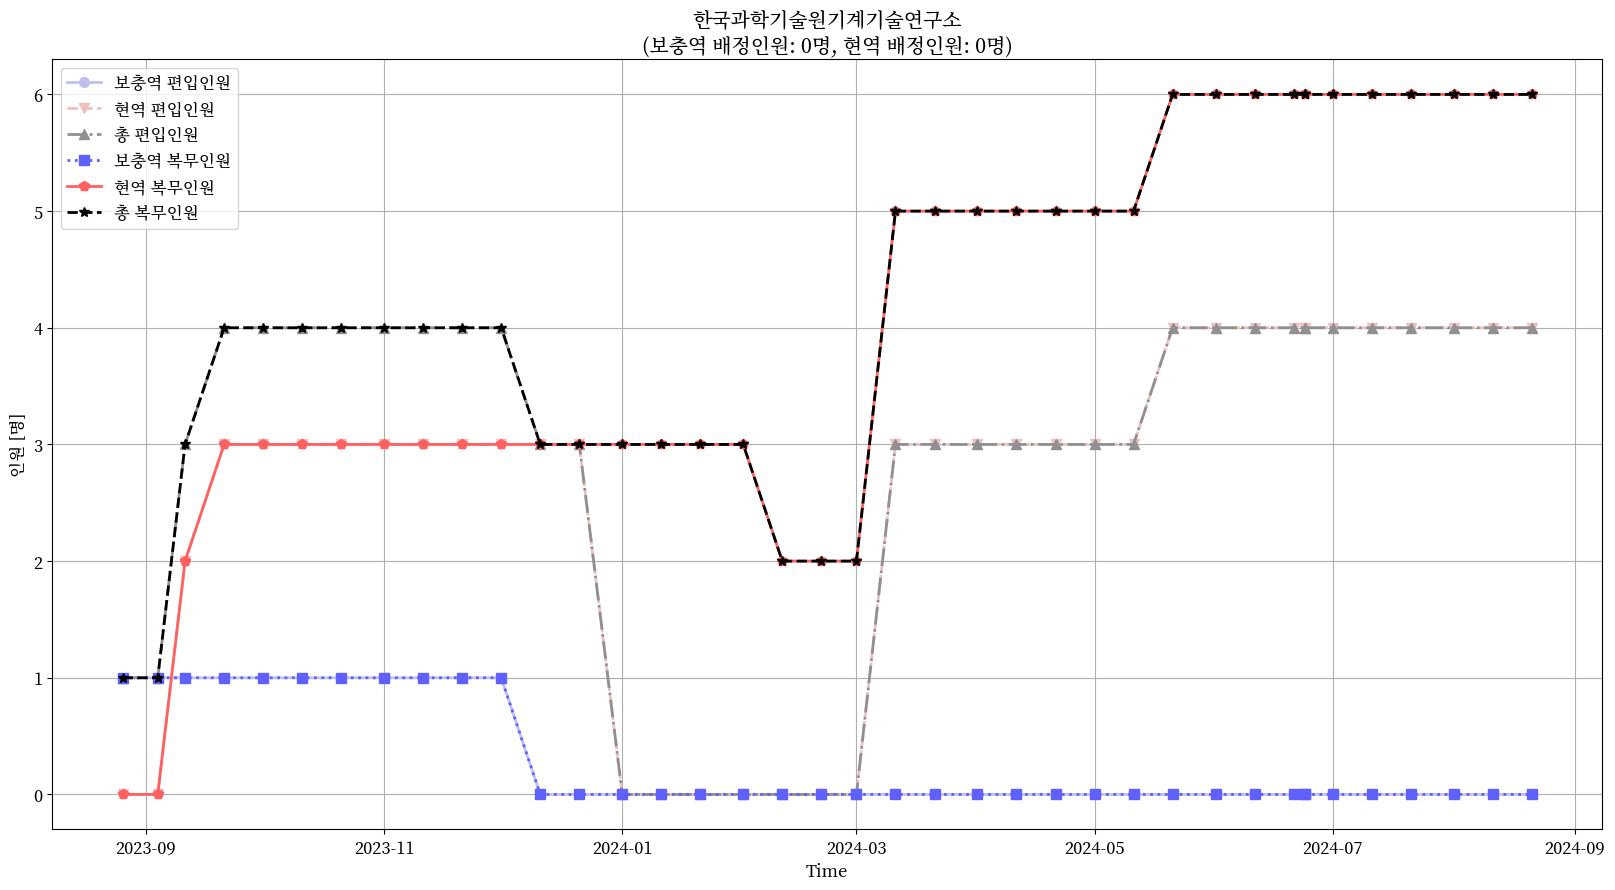 한국과학기술원기계기술연구소
(보충역 배정인원: 0명, 현역 배정인원: 0명)
보충역 편입인원
현역 편입인원
총 편입인원
보충역 복무인원
현역 복무인원
총 복무인원
인원 [명]
6
5
4
3
2
1
0
2023-09
2023-11
2024-01
2024-03
2024-05
2024-07
2024-09
Time